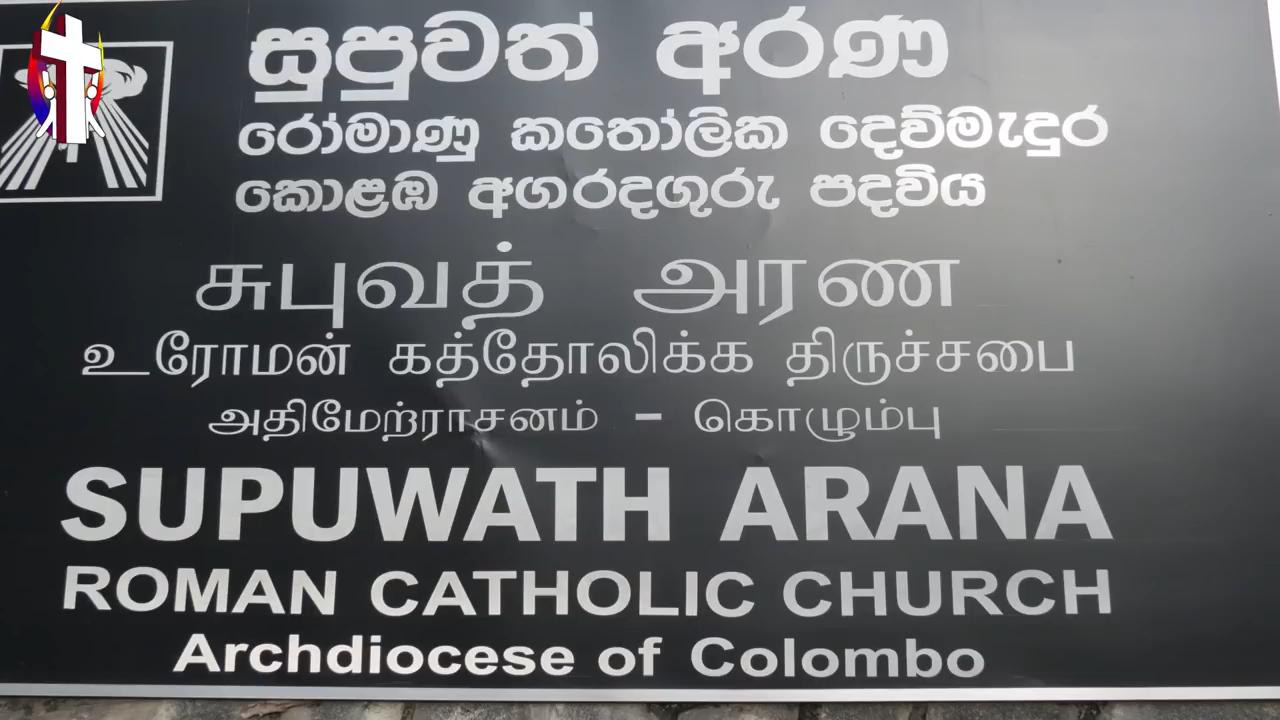 සුපුවත් අරණ
රෝමාණු කතෝලික දෙව්මැදුර
කොළඹ අගරදගුරු පදවිය
சுபுவத் அரண
உரோமன் கத்தோலிக்க திருச்சபை
அதிமேற்ராசனம் - கொழும்பு
SUPUWATH ARANA
ROMAN CATHOLIC CHURCH
Archdiocese of Colombo